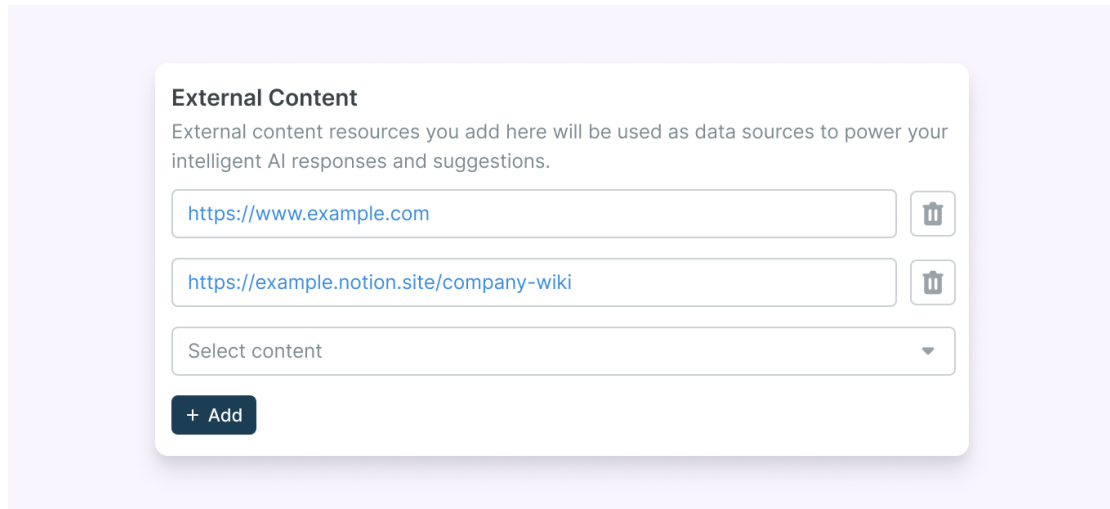 External Content
External content resources you add here will be used as data sources to power your
intelligent AI responses and suggestions.
https://www.example.com
https://example.notion.site/company-wiki
Select content
+ Add